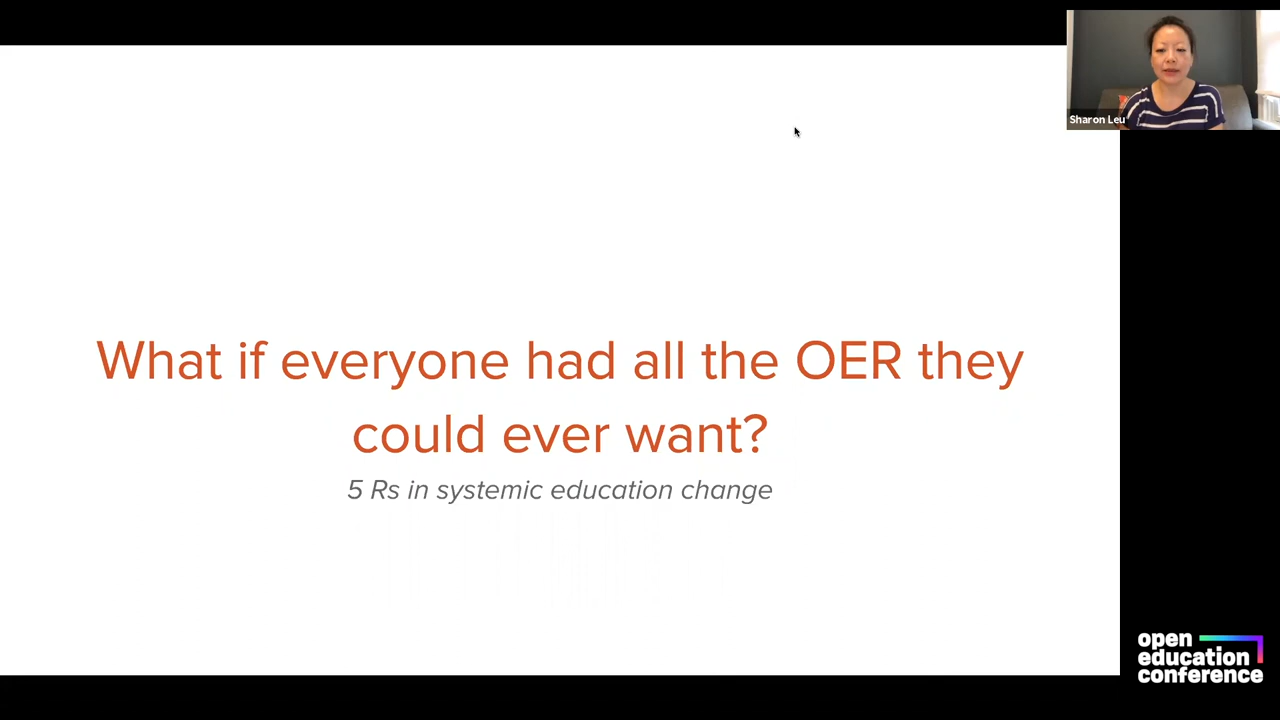 Sharon Leu
What if everyone had all the OER they
could ever want?
5 Rs in systemic education change
open
education
conference